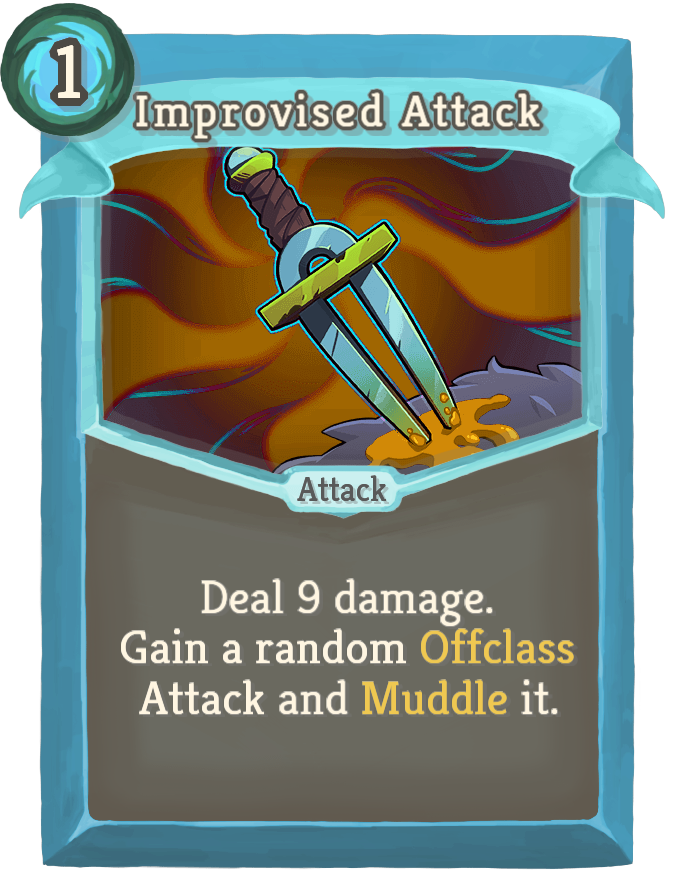 1
Improvised Attack
Attack
Deal 9 damage.
Gain a random Offclass
Attack and Muddle it.